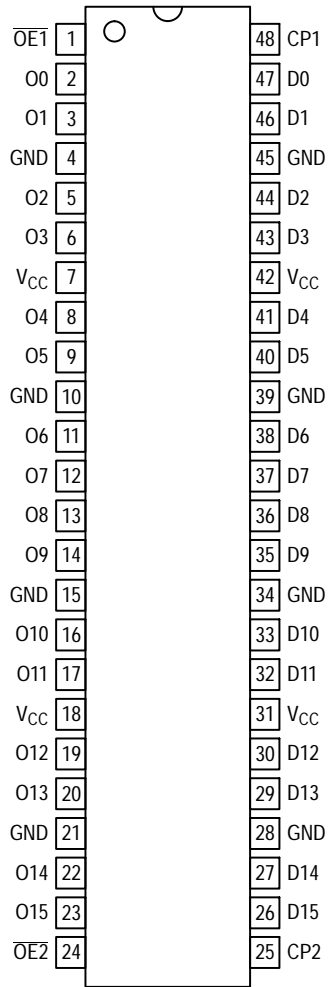 OE1 1 48 CP1
O0 2 47 D0
O1 3 46 D1
GND 4 45 GND
O2 5 44 D2
O3 6 43 D3
VCC 7 42 VCC
O4 8 41 D4
O5 9 40 D5
GND 10 39 GND
O6 11 38 D6
O7 12 37 D7
O8 13 36 D8
O9 14 35 D9
GND 15 34 GND
O10 16 33 D10
O11 17 32 D11
VCC 18 31 VCC
O12 19 30 D12
O13 20 29 D13
GND 21 28 GND
O14 22 27 D14
O15 23 26 D15
OE2 24 25 CP2